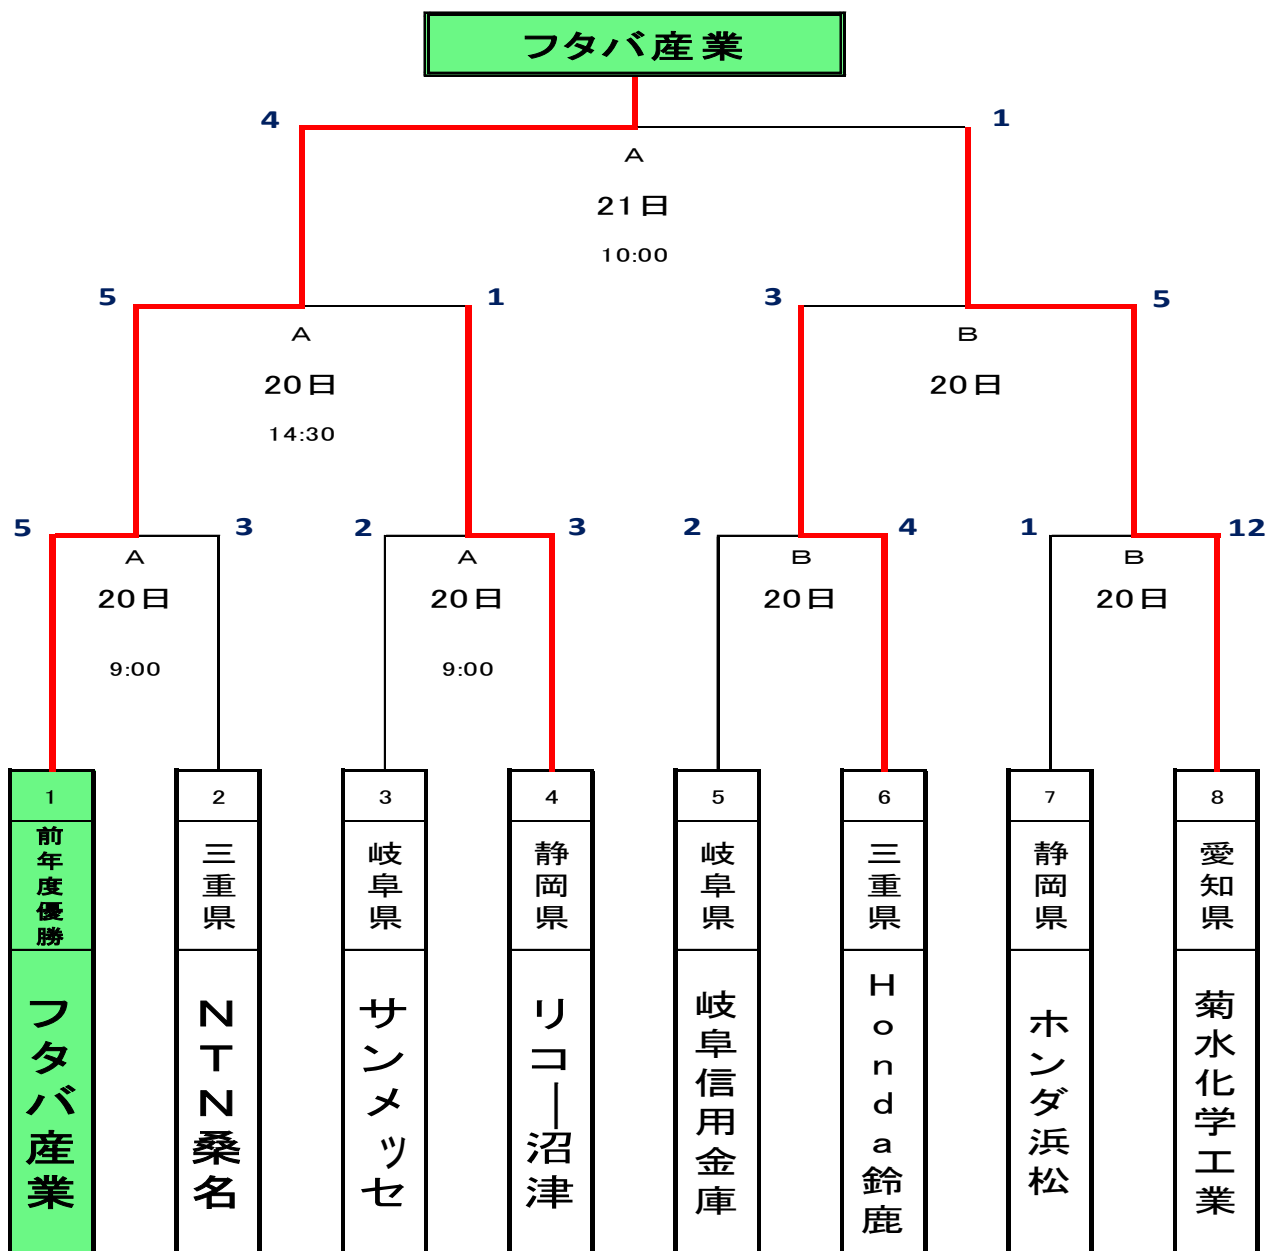 フタバ産業
4
1
A
21日
10:00
5
1
3
5
A
B
20日
20日
14:30
5
3
2
3
2
4
1
12
A
A
B
B
20日
20日
20日
20日
9:00
9:00
1
2
3
4
5
6
7
8
前年度優勝
三重県
岐阜県
静岡県
岐阜県
三重県
静岡県
愛知県
フタバ産業
NTN桑名
サンメッセ
リコー沼津
岐阜信用金庫
Honda鈴鹿
ホンダ浜松
菊水化学工業